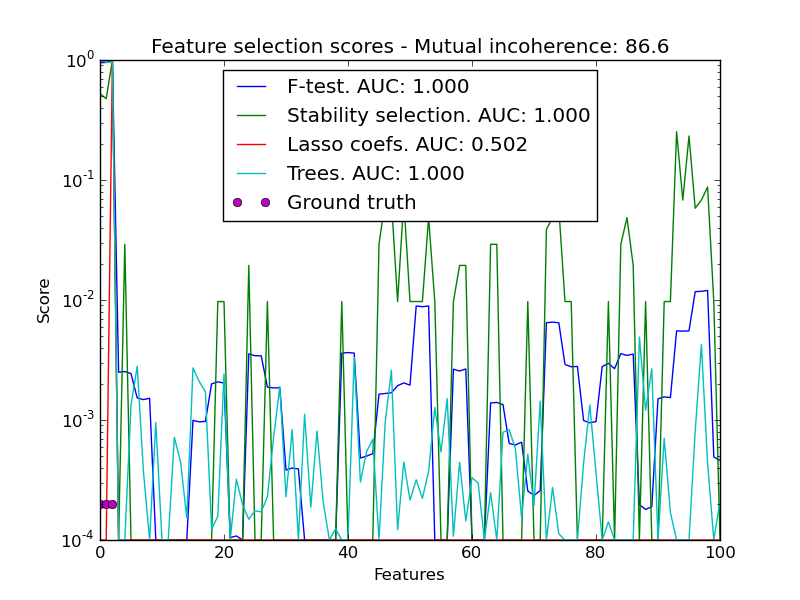 Feature selection scores - Mutual incoherence: 86.6
F-test. AUC: 1.000
Stability selection. AUC: 1.000
Lasso coefs. AUC: 0.502
Trees. AUC: 1.000
Ground truth
Score
10^0
10^-1
10^-2
10^-3
10^-4
0 20 40 60 80 100
Features